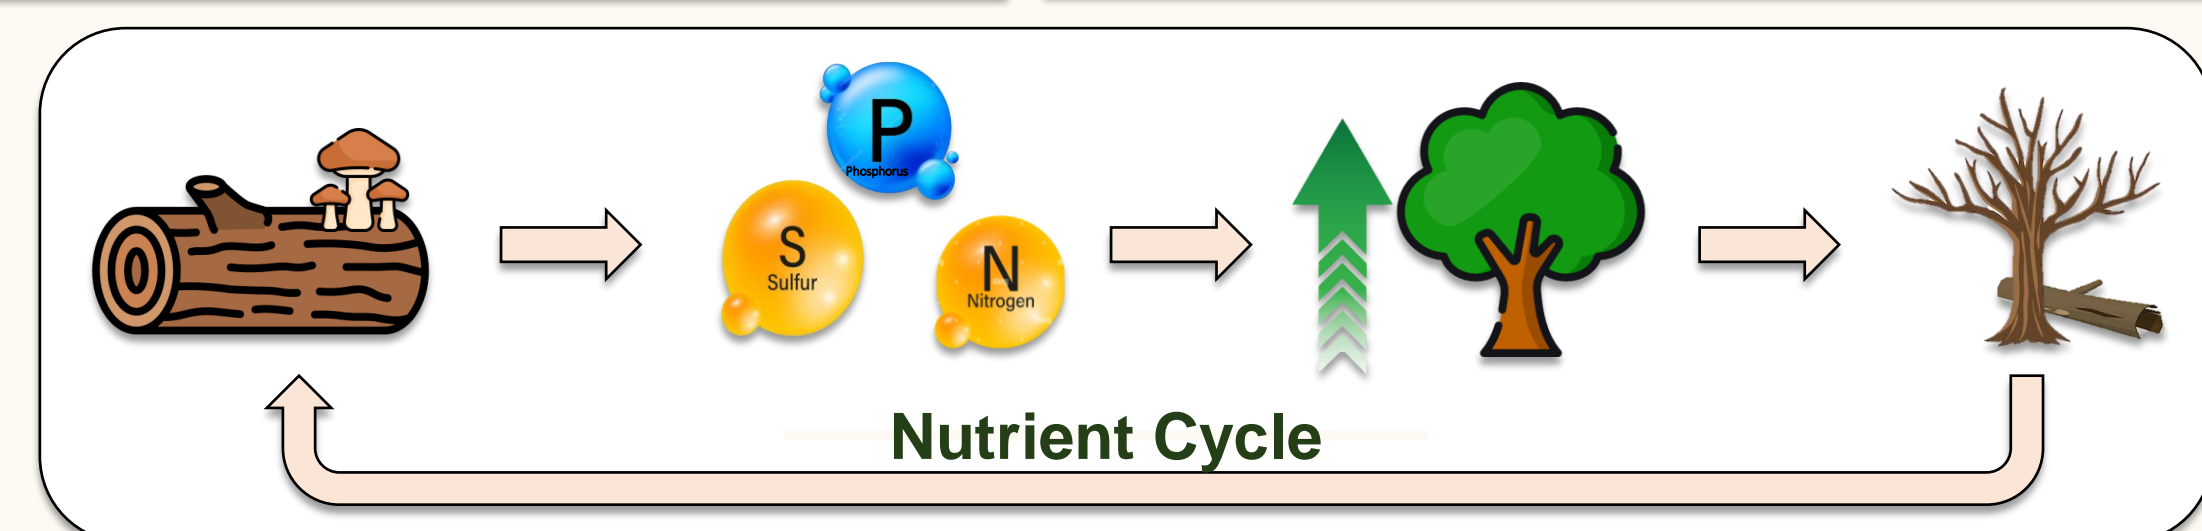 P
Phosphorus
S
Sulfur
N
Nitrogen
Nutrient Cycle